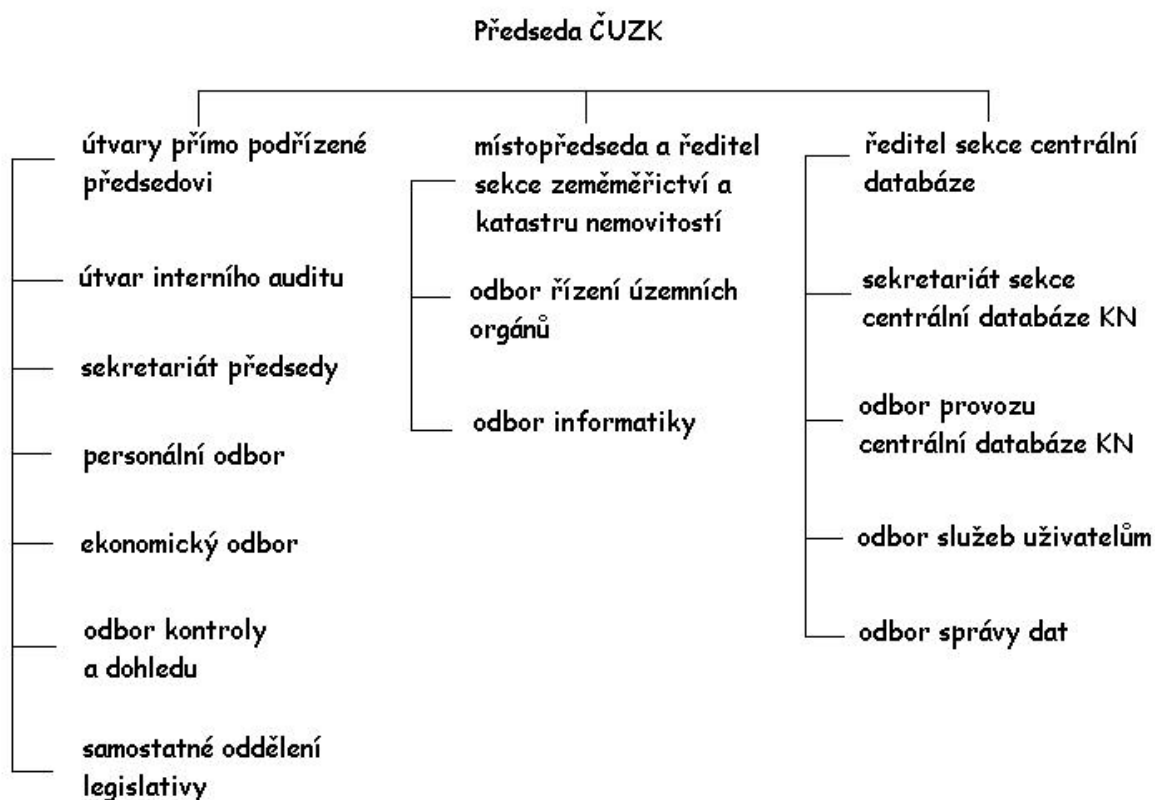 Předseda ČUZK
útvary přímo podřízené
předsedovi
útvar interního auditu
sekretariát předsedy
personální odbor
ekonomický odbor
odbor kontroly
a dohledu
samostatné oddělení
legislativy
místopředseda a ředitel
sekce zeměměřictví a
katastru nemovitostí
odbor řízení územních
orgánů
odbor informatiky
ředitel sekce centrální
databáze
sekretariát sekce
centrální databáze KN
odbor provozu
centrální databáze KN
odbor služeb uživatelům
odbor správy dat